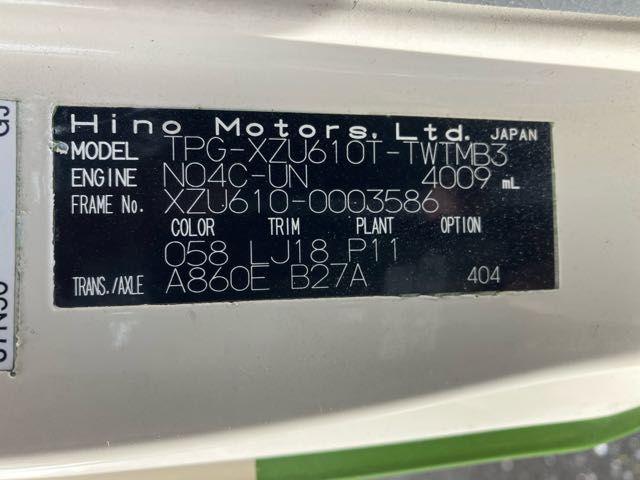 Hino Motors, Ltd. JAPAN
MODEL TPG-XZU610T-TWTMB3
ENGINE N04C-UN 4009 mL
FRAME No. XZU610-0003586
COLOR TRIM PLANT OPTION
058 LJ18 P11
TRANS./AXLE A860E B27A 404